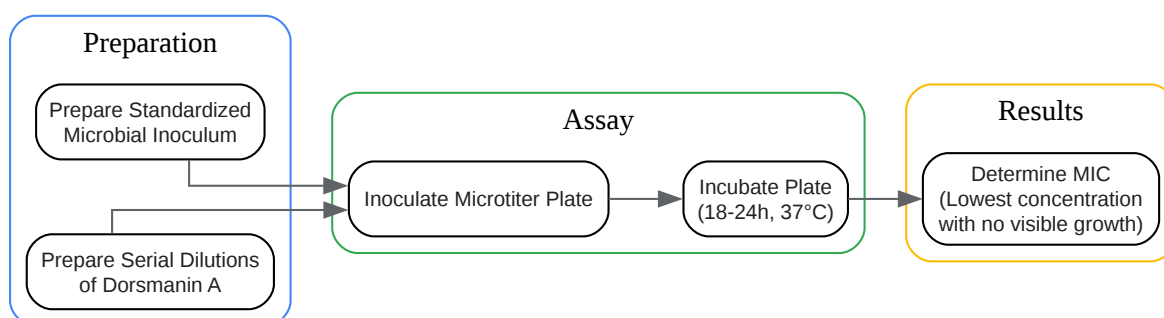 Preparation
Prepare Standardized
Microbial Inoculum
Prepare Serial Dilutions
of Dorsmanin A
Assay
Inoculate Microtiter Plate
Incubate Plate
(18-24h, 37°C)
Results
Determine MIC
(Lowest concentration
with no visible growth)